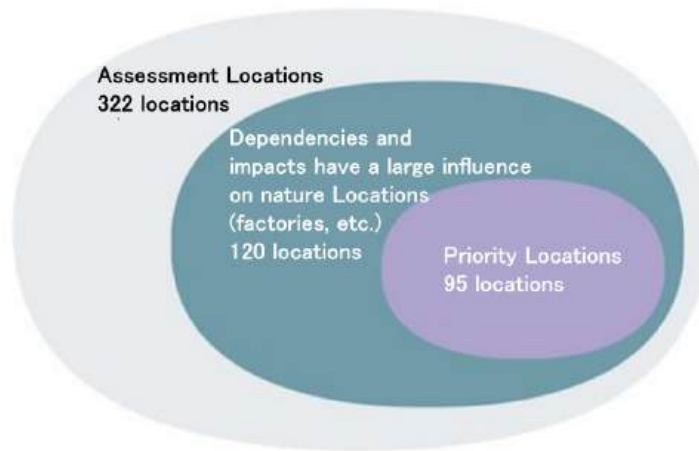 Assessment Locations
322 locations
Dependencies and
impacts have a large influence
on nature Locations
(factories, etc.)
120 locations
Priority Locations
95 locations